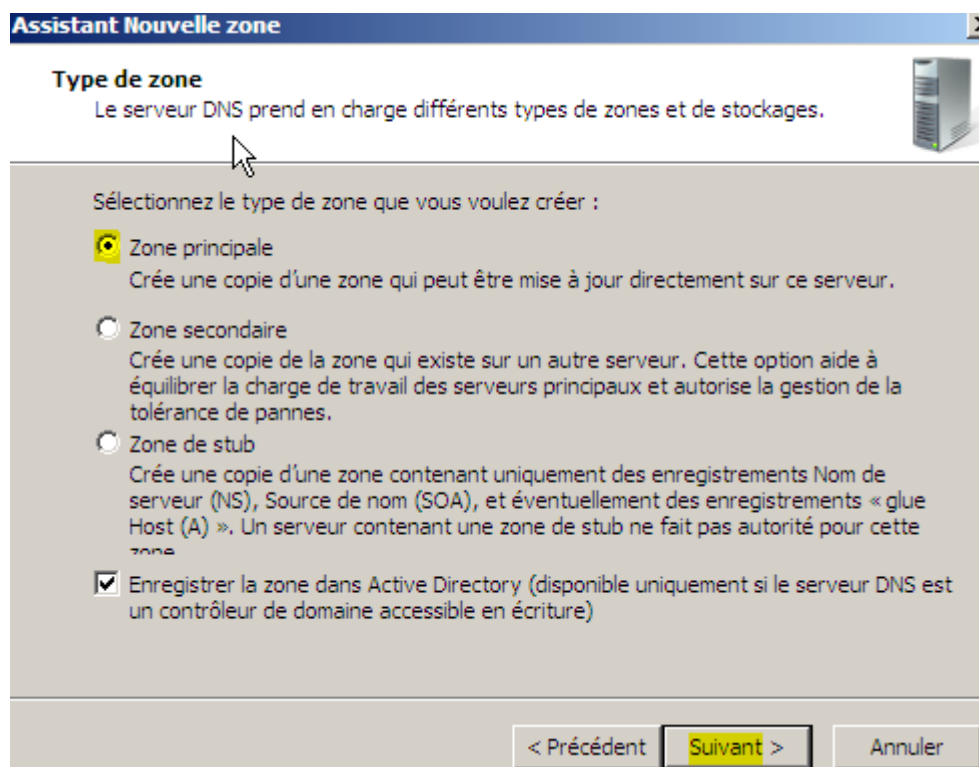 Assistant Nouvelle zone
Type de zone
Le serveur DNS prend en charge différents types de zones et de stockages.
Sélectionnez le type de zone que vous voulez créer :
Zone principale
Crée une copie d'une zone qui peut être mise à jour directement sur ce serveur.
Zone secondaire
Crée une copie de la zone qui existe sur un autre serveur. Cette option aide à
équilibrer la charge de travail des serveurs principaux et autorise la gestion de la
tolérance de pannes.
Zone de stub
Crée une copie d'une zone contenant uniquement des enregistrements Nom de
serveur (NS), Source de nom (SOA), et éventuellement des enregistrements « glue
Host (A) ». Un serveur contenant une zone de stub ne fait pas autorité pour cette
zone
Enregistrer la zone dans Active Directory (disponible uniquement si le serveur DNS est
un contrôleur de domaine accessible en écriture)
< Précédent
Suivant >
Annuler